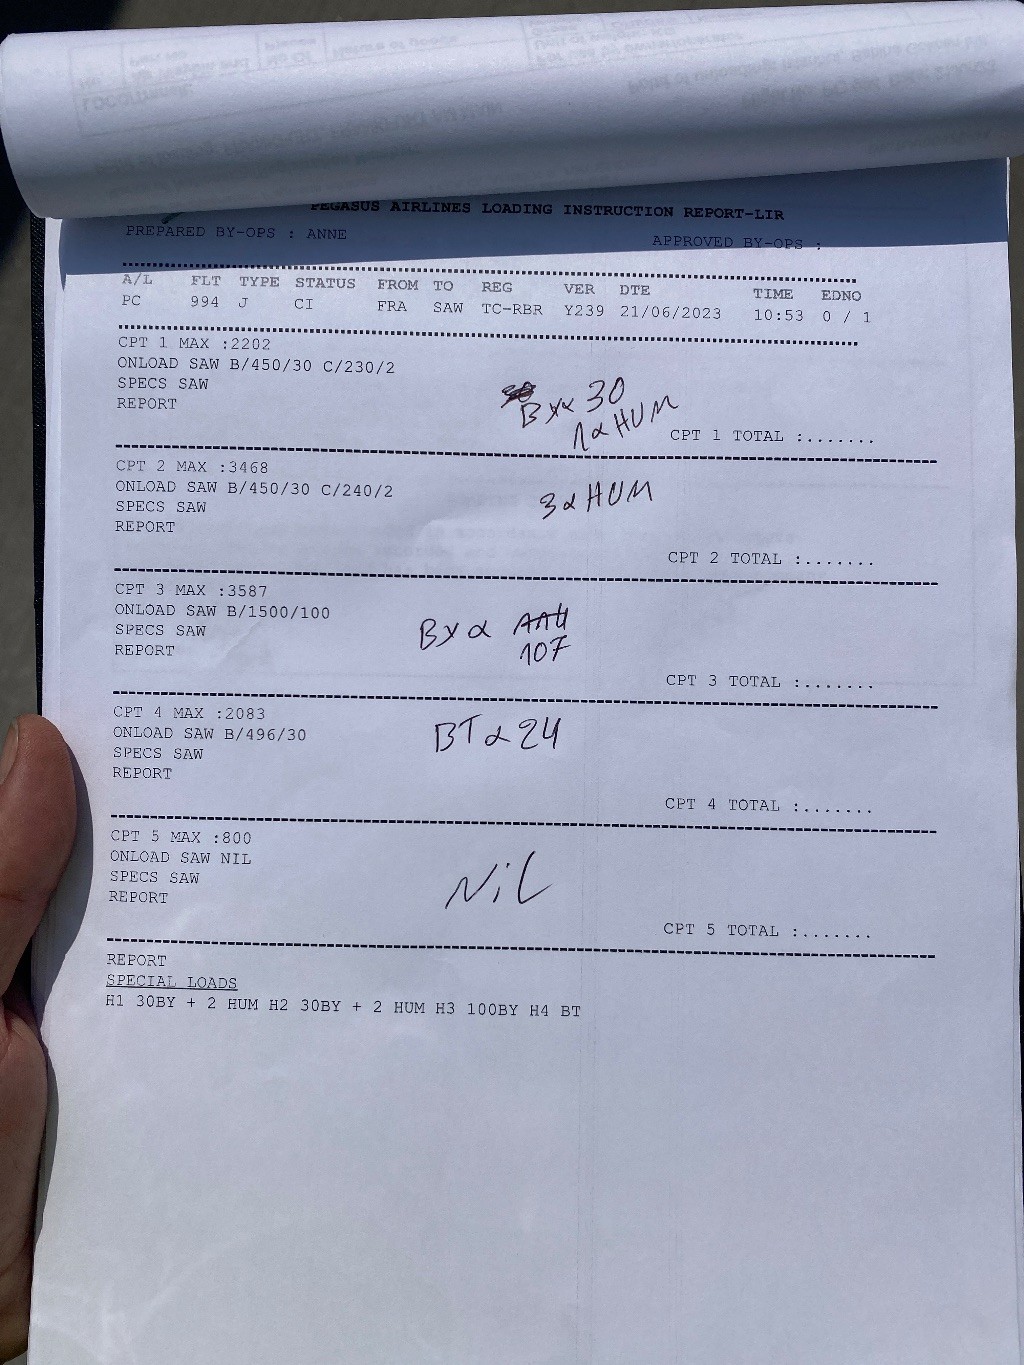 PEGASUS AIRLINES LOADING INSTRUCTION REPORT-LIR
PREPARED BY-OPS : ANNE APPROVED BY-OPS :
A/L FLT TYPE STATUS FROM TO REG VER DTE TIME EDNO
PC 994 J CI FRA SAW TC-RBR Y239 21/06/2023 10:53 0 / 1
CPT 1 MAX :2202
ONLOAD SAW B/450/30 C/230/2
SPECS SAW
REPORT
By x 30
1x HUM
CPT 1 TOTAL :.......
CPT 2 MAX :3468
ONLOAD SAW B/450/30 C/240/2
SPECS SAW
REPORT
3x HUM
CPT 2 TOTAL :.......
CPT 3 MAX :3587
ONLOAD SAW B/1500/100
SPECS SAW
REPORT
By x
107
CPT 3 TOTAL :.......
CPT 4 MAX :2083
ONLOAD SAW B/496/30
SPECS SAW
REPORT
BT x 24
CPT 4 TOTAL :.......
CPT 5 MAX :800
ONLOAD SAW NIL
SPECS SAW
REPORT
NiL
CPT 5 TOTAL :.......
REPORT
SPECIAL LOADS
H1 30BY + 2 HUM H2 30BY + 2 HUM H3 100BY H4 BT